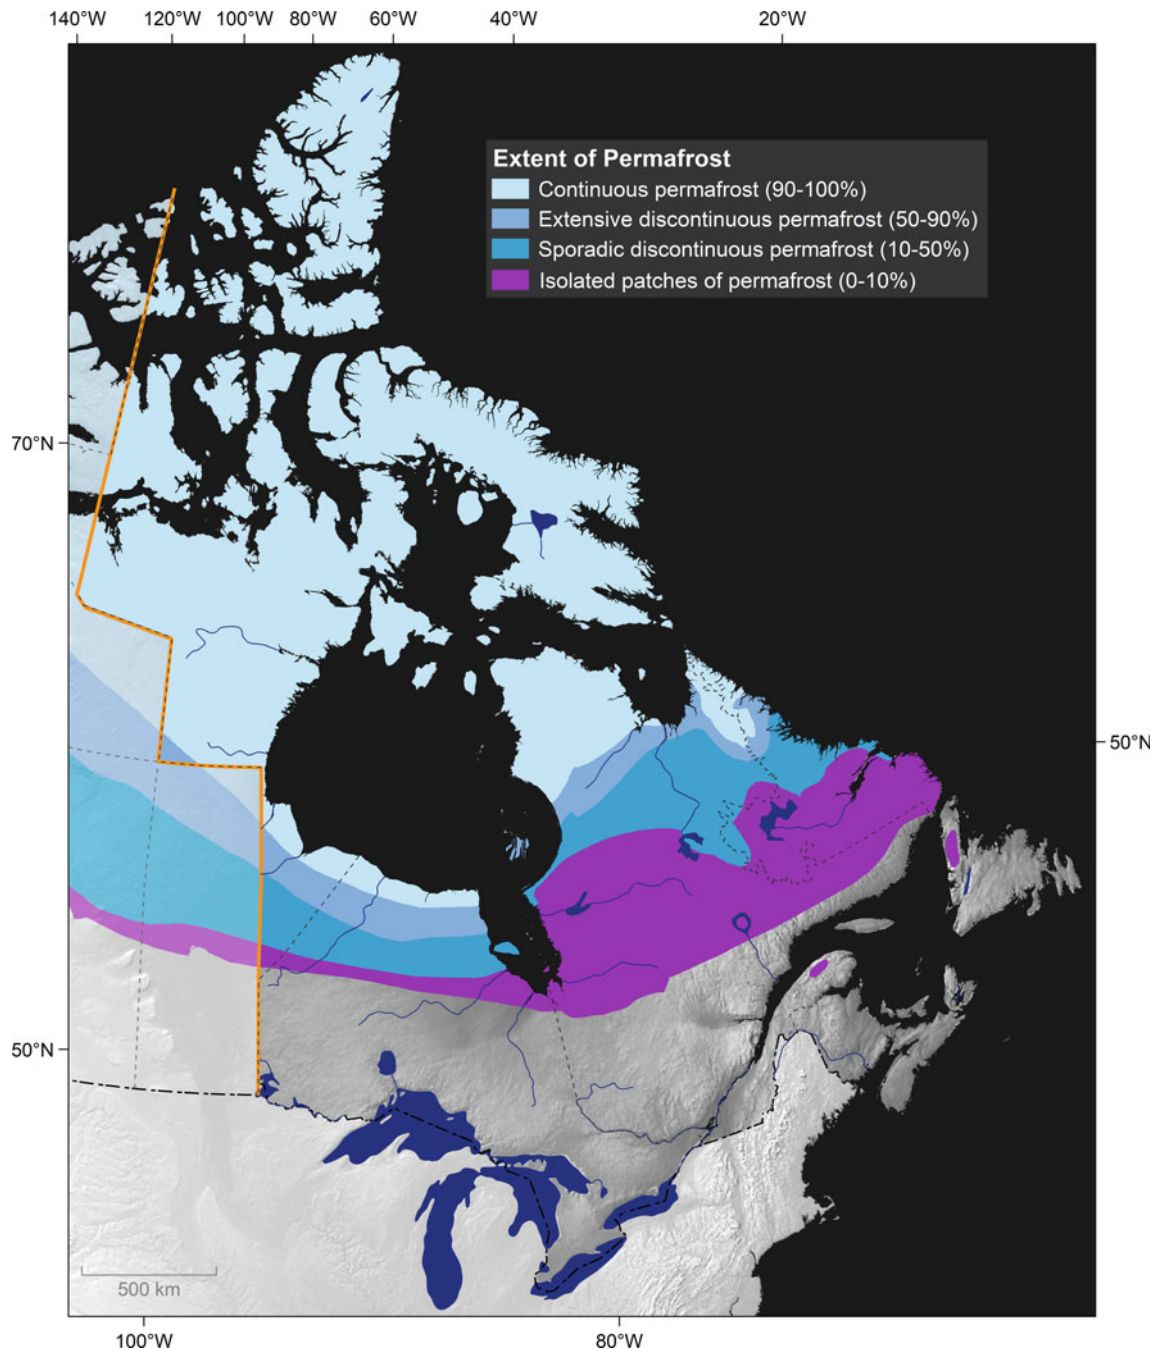 140°W 120°W 100°W 80°W 60°W 40°W 20°W
Extent of Permafrost
Continuous permafrost (90-100%)
Extensive discontinuous permafrost (50-90%)
Sporadic discontinuous permafrost (10-50%)
Isolated patches of permafrost (0-10%)
70°N
50°N
50°N
500 km
100°W 80°W